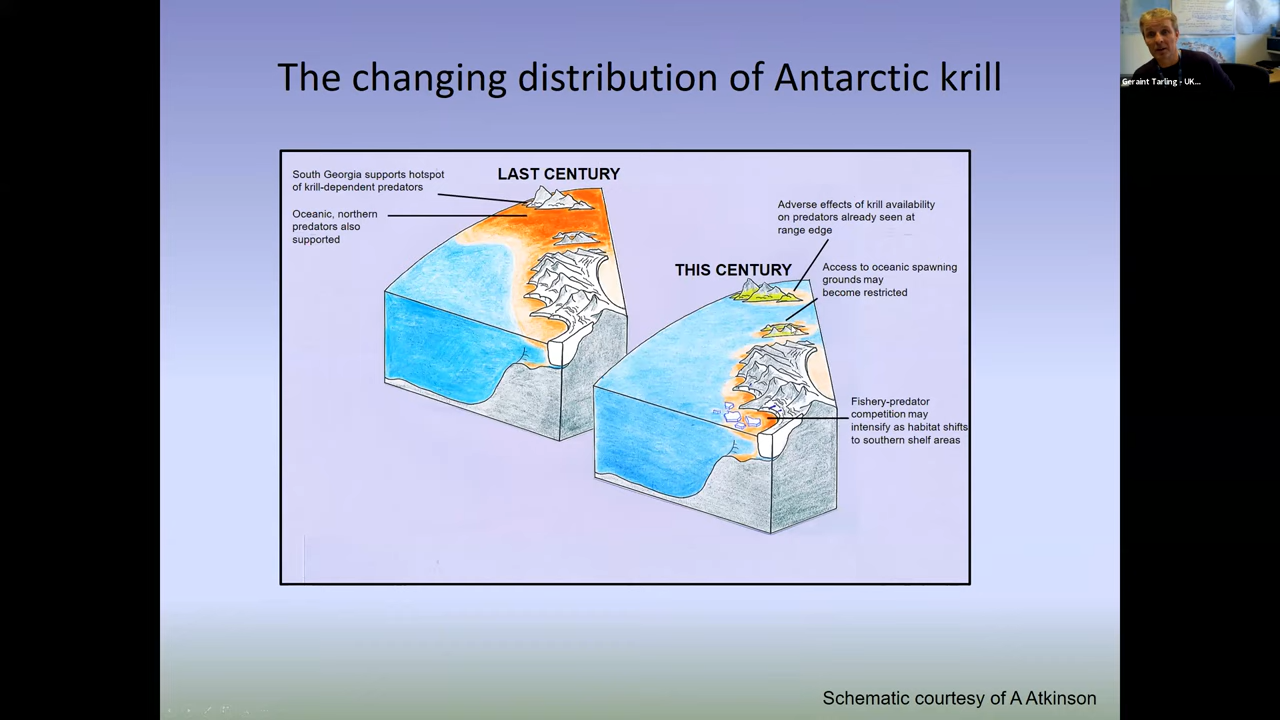 The changing distribution of Antarctic krill
Geraint Tarling - UK...
LAST CENTURY
South Georgia supports hotspot
of krill-dependent predators
Oceanic, northern
predators also
supported
Adverse effects of krill availability
on predators already seen at
range edge
THIS CENTURY
Access to oceanic spawning
grounds may
become restricted
Fishery-predator
competition may
intensify as habitat shifts
to southern shelf areas
Schematic courtesy of A Atkinson